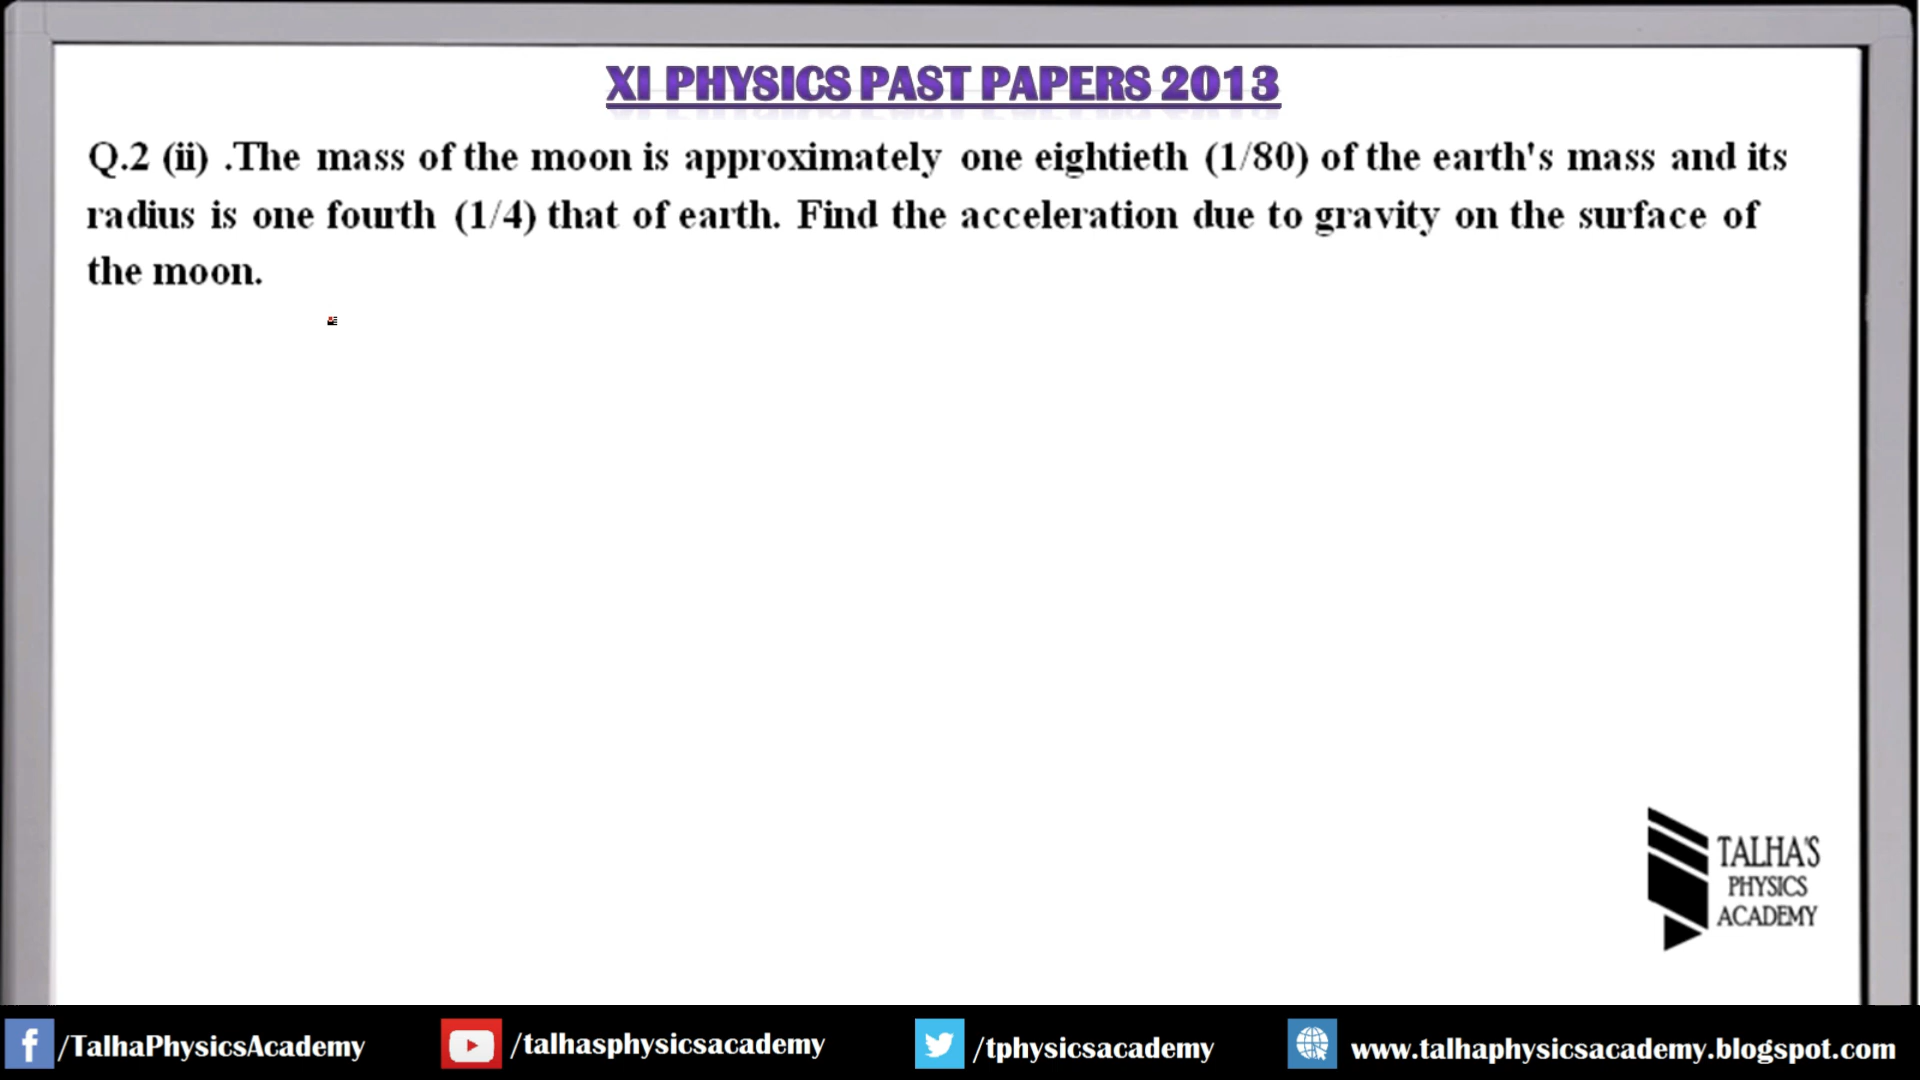 XI PHYSICS PAST PAPERS 2013
Q.2 (ii) .The mass of the moon is approximately one eightieth (1/80) of the earth's mass and its
radius is one fourth (1/4) that of earth. Find the acceleration due to gravity on the surface of
the moon.
TALHA'S
PHYSICS
ACADEMY
/TalhaPhysicsAcademy
/talhasphysicsacademy
/tphysicsacademy
www.talhaphysicsacademy.blogspot.com